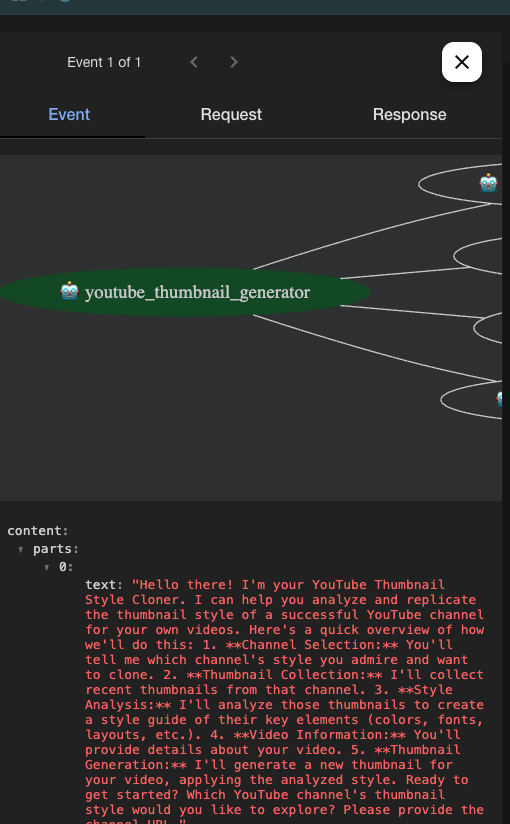 Event 1 of 1
Event
Request
Response
youtube_thumbnail_generator
content:
parts:
0:
text: "Hello there! I'm your YouTube Thumbnail
Style Cloner. I can help you analyze and replicate
the thumbnail style of a successful YouTube channel
for your own videos. Here's a quick overview of how
we'll do this: 1. **Channel Selection:** You'll
tell me which channel's style you admire and want
to clone. 2. **Thumbnail Collection:** I'll collect
recent thumbnails from that channel. 3. **Style
Analysis:** I'll analyze those thumbnails to create
a style guide of their key elements (colors, fonts,
layouts, etc.). 4. **Video Information:** You'll
provide details about your video. 5. **Thumbnail
Generation:** I'll generate a new thumbnail for
your video, applying the analyzed style. Ready to
get started? Which YouTube channel's thumbnail
style would you like to explore? Please provide the
channel URL."